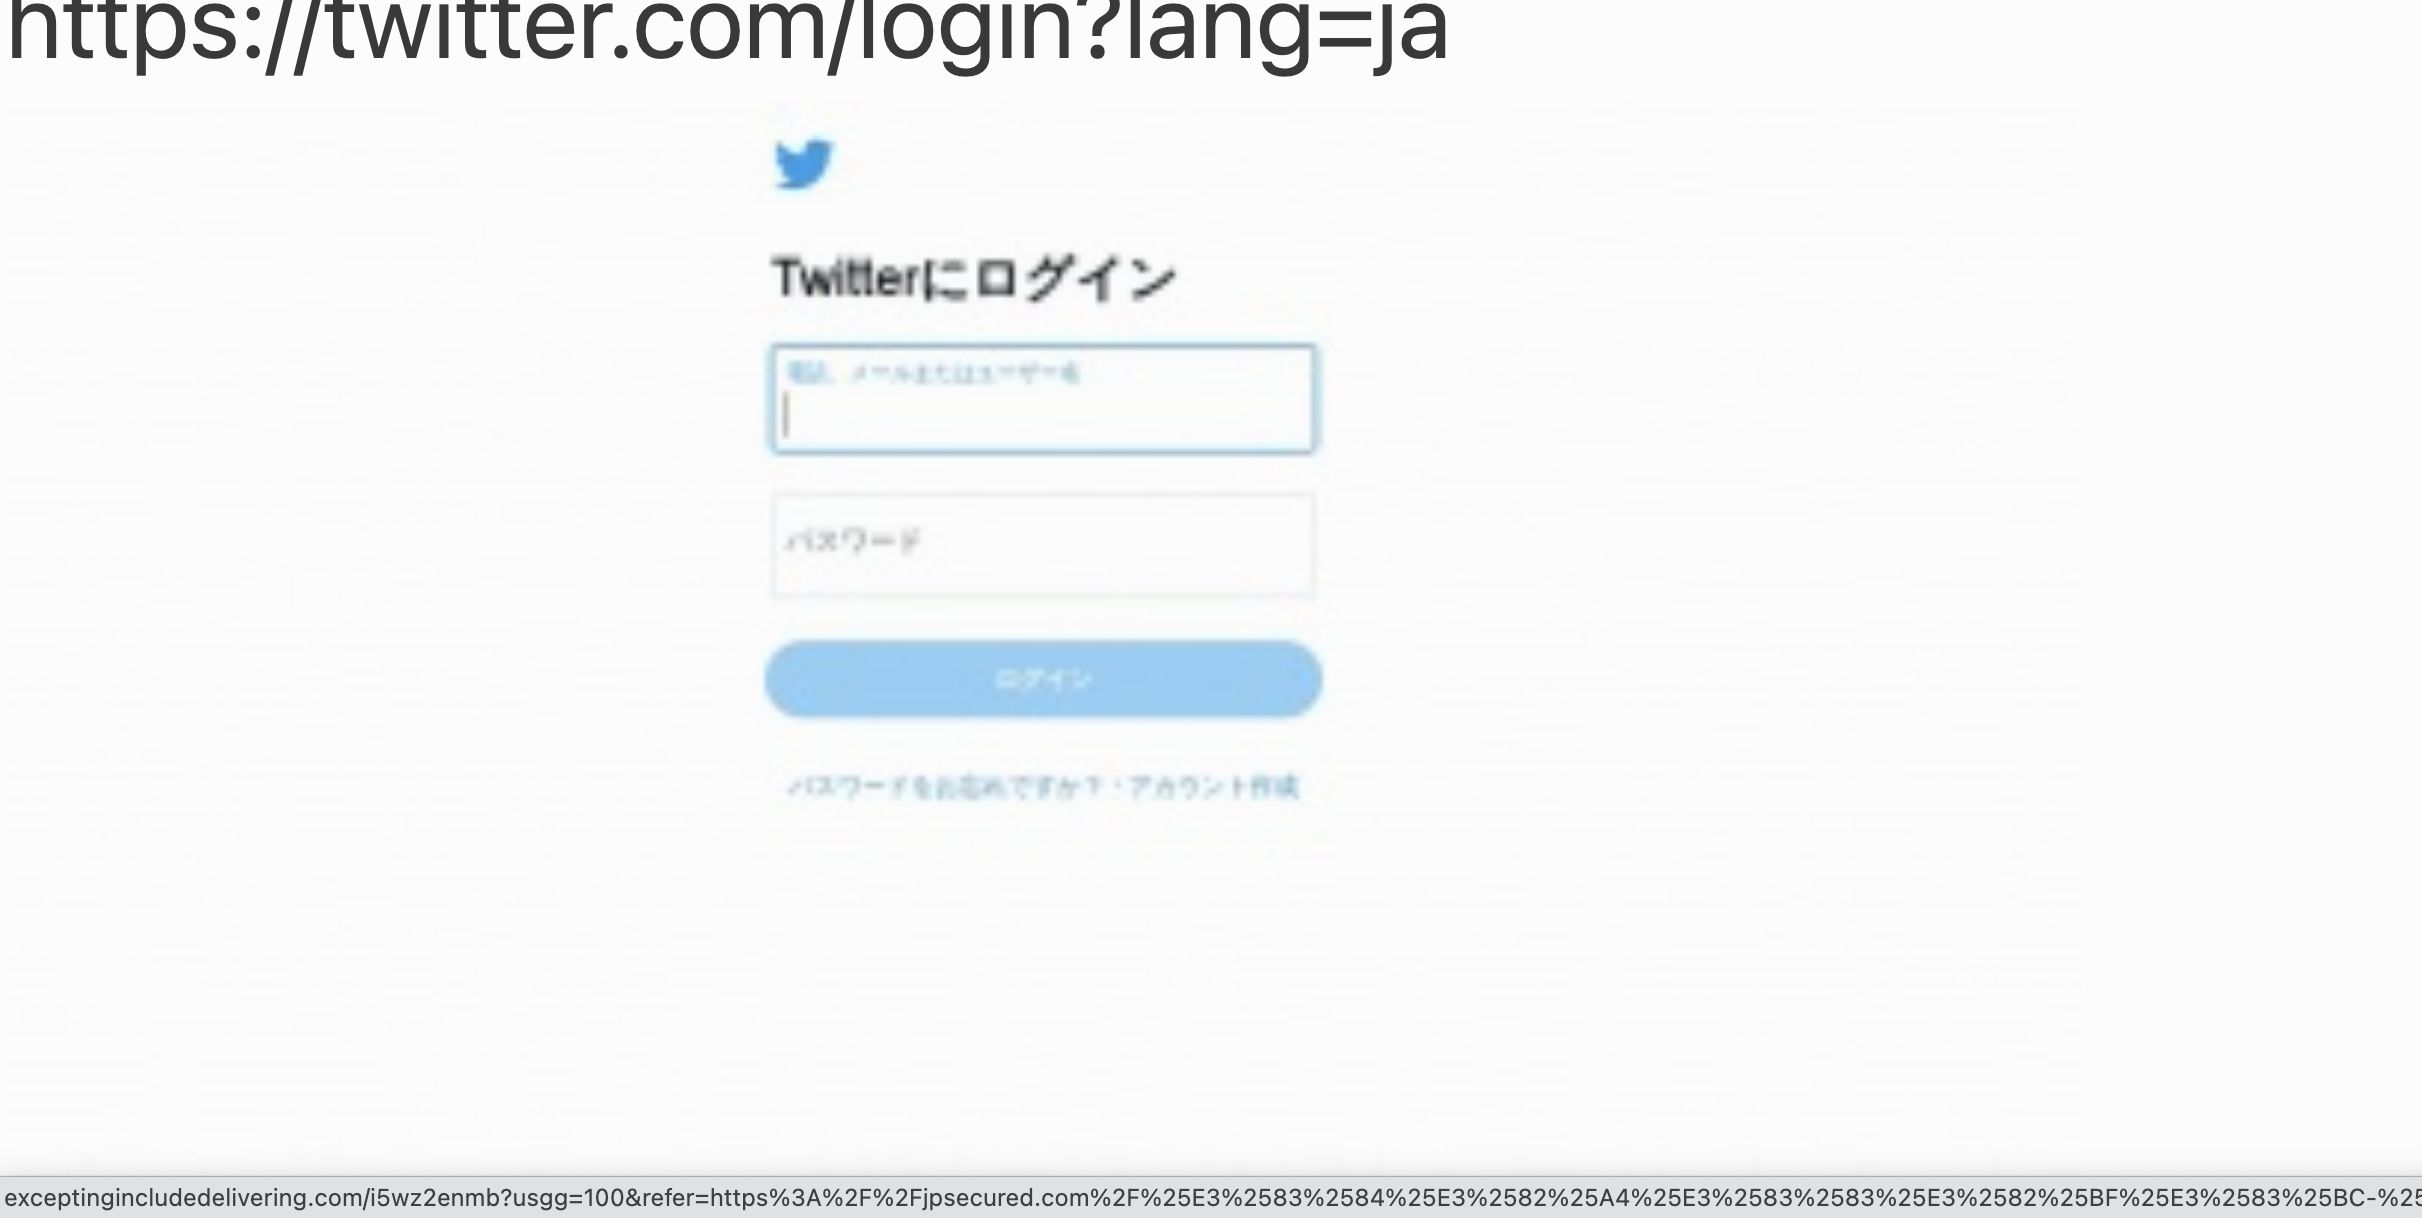 https://twitter.com/login?lang=ja
Twitterにログイン
電話、メールまたはユーザー名
パスワード
ログイン
パスワードをお忘れですか？・アカウント作成
exceptingincludedelivering.com/i5wz2enmb?usgg=100&refer=https%3A%2F%2Fjpsecured.com%2F%25E3%2583%2584%25E3%2582%25A4%25E3%2583%2583%25E3%2582%25BF%25E3%2583%25BC-%25